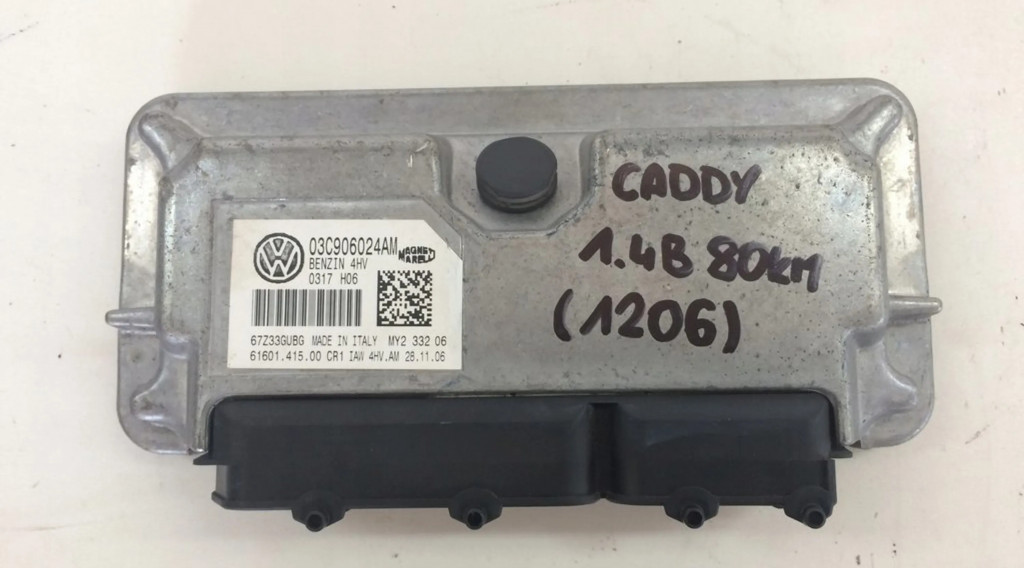 03C906024AM
MAGNETI
MARELLI
BENZIN 4HV
0317 H06
67Z33GUBG MADE IN ITALY MY2 332 06
61601.415.00 CR1 IAW 4HV.AM 28.11.06
CADDY
1.4B 80km
(1206)